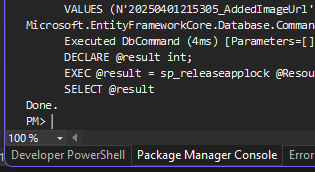 VALUES (N'20250401215305_AddedImageUrl'
Microsoft.EntityFrameworkCore.Database.Comman
Executed DbCommand (4ms) [Parameters=[]
DECLARE @result int;
EXEC @result = sp_releaseapplock @Resou
SELECT @result
Done.
PM>
100 %
Developer PowerShell Package Manager Console Error